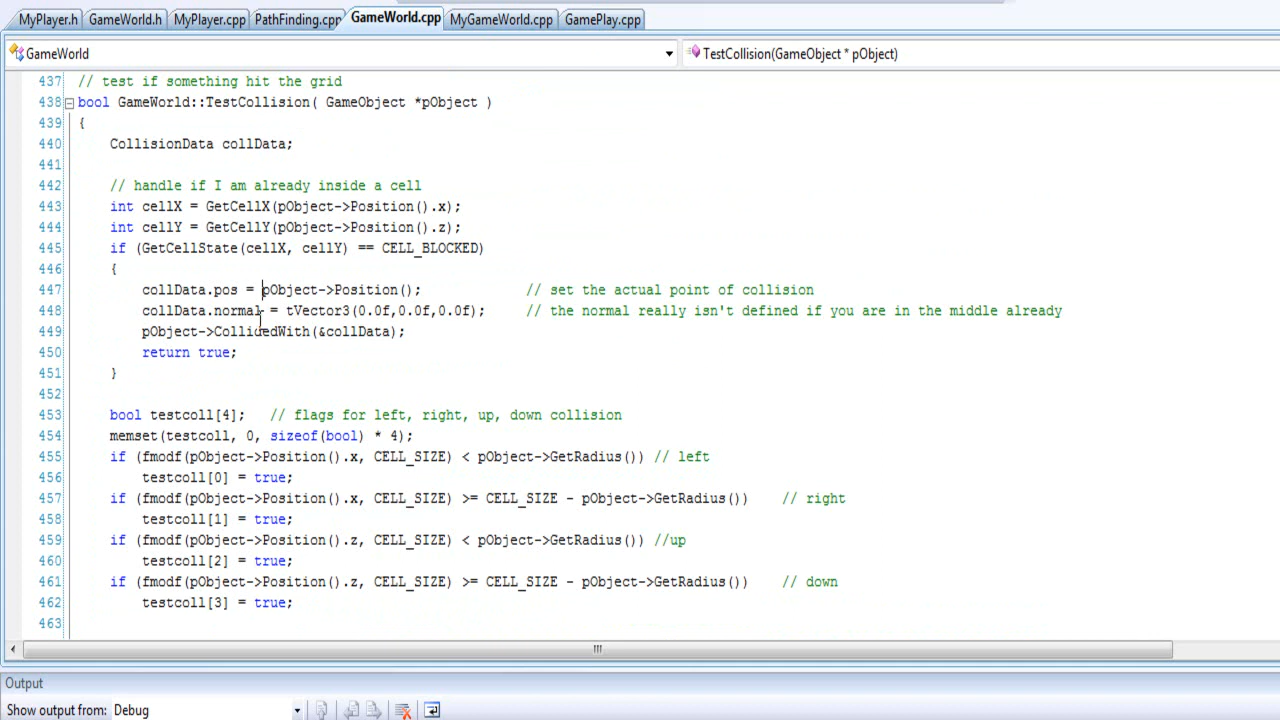 MyPlayer.h GameWorld.h MyPlayer.cpp PathFinding.cpp GameWorld.cpp MyGameWorld.cpp GamePlay.cpp
GameWorld TestCollision(GameObject * pObject)
437 // test if something hit the grid
438 bool GameWorld::TestCollision( GameObject *pObject )
439 {
440     CollisionData collData;
441
442     // handle if I am already inside a cell
443     int cellX = GetCellX(pObject->Position().x);
444     int cellY = GetCellY(pObject->Position().z);
445     if (GetCellState(cellX, cellY) == CELL_BLOCKED)
446     {
447         collData.pos = pObject->Position();             // set the actual point of collision
448         collData.normal = tVector3(0.0f,0.0f,0.0f);     // the normal really isn't defined if you are in the middle already
449         pObject->CollidedWith(&collData);
450         return true;
451     }
452
453     bool testcoll[4];   // flags for left, right, up, down collision
454     memset(testcoll, 0, sizeof(bool) * 4);
455     if (fmodf(pObject->Position().x, CELL_SIZE) < pObject->GetRadius()) // left
456         testcoll[0] = true;
457     if (fmodf(pObject->Position().x, CELL_SIZE) >= CELL_SIZE - pObject->GetRadius())    // right
458         testcoll[1] = true;
459     if (fmodf(pObject->Position().z, CELL_SIZE) < pObject->GetRadius()) //up
460         testcoll[2] = true;
461     if (fmodf(pObject->Position().z, CELL_SIZE) >= CELL_SIZE - pObject->GetRadius())    // down
462         testcoll[3] = true;
463
Output
Show output from: Debug